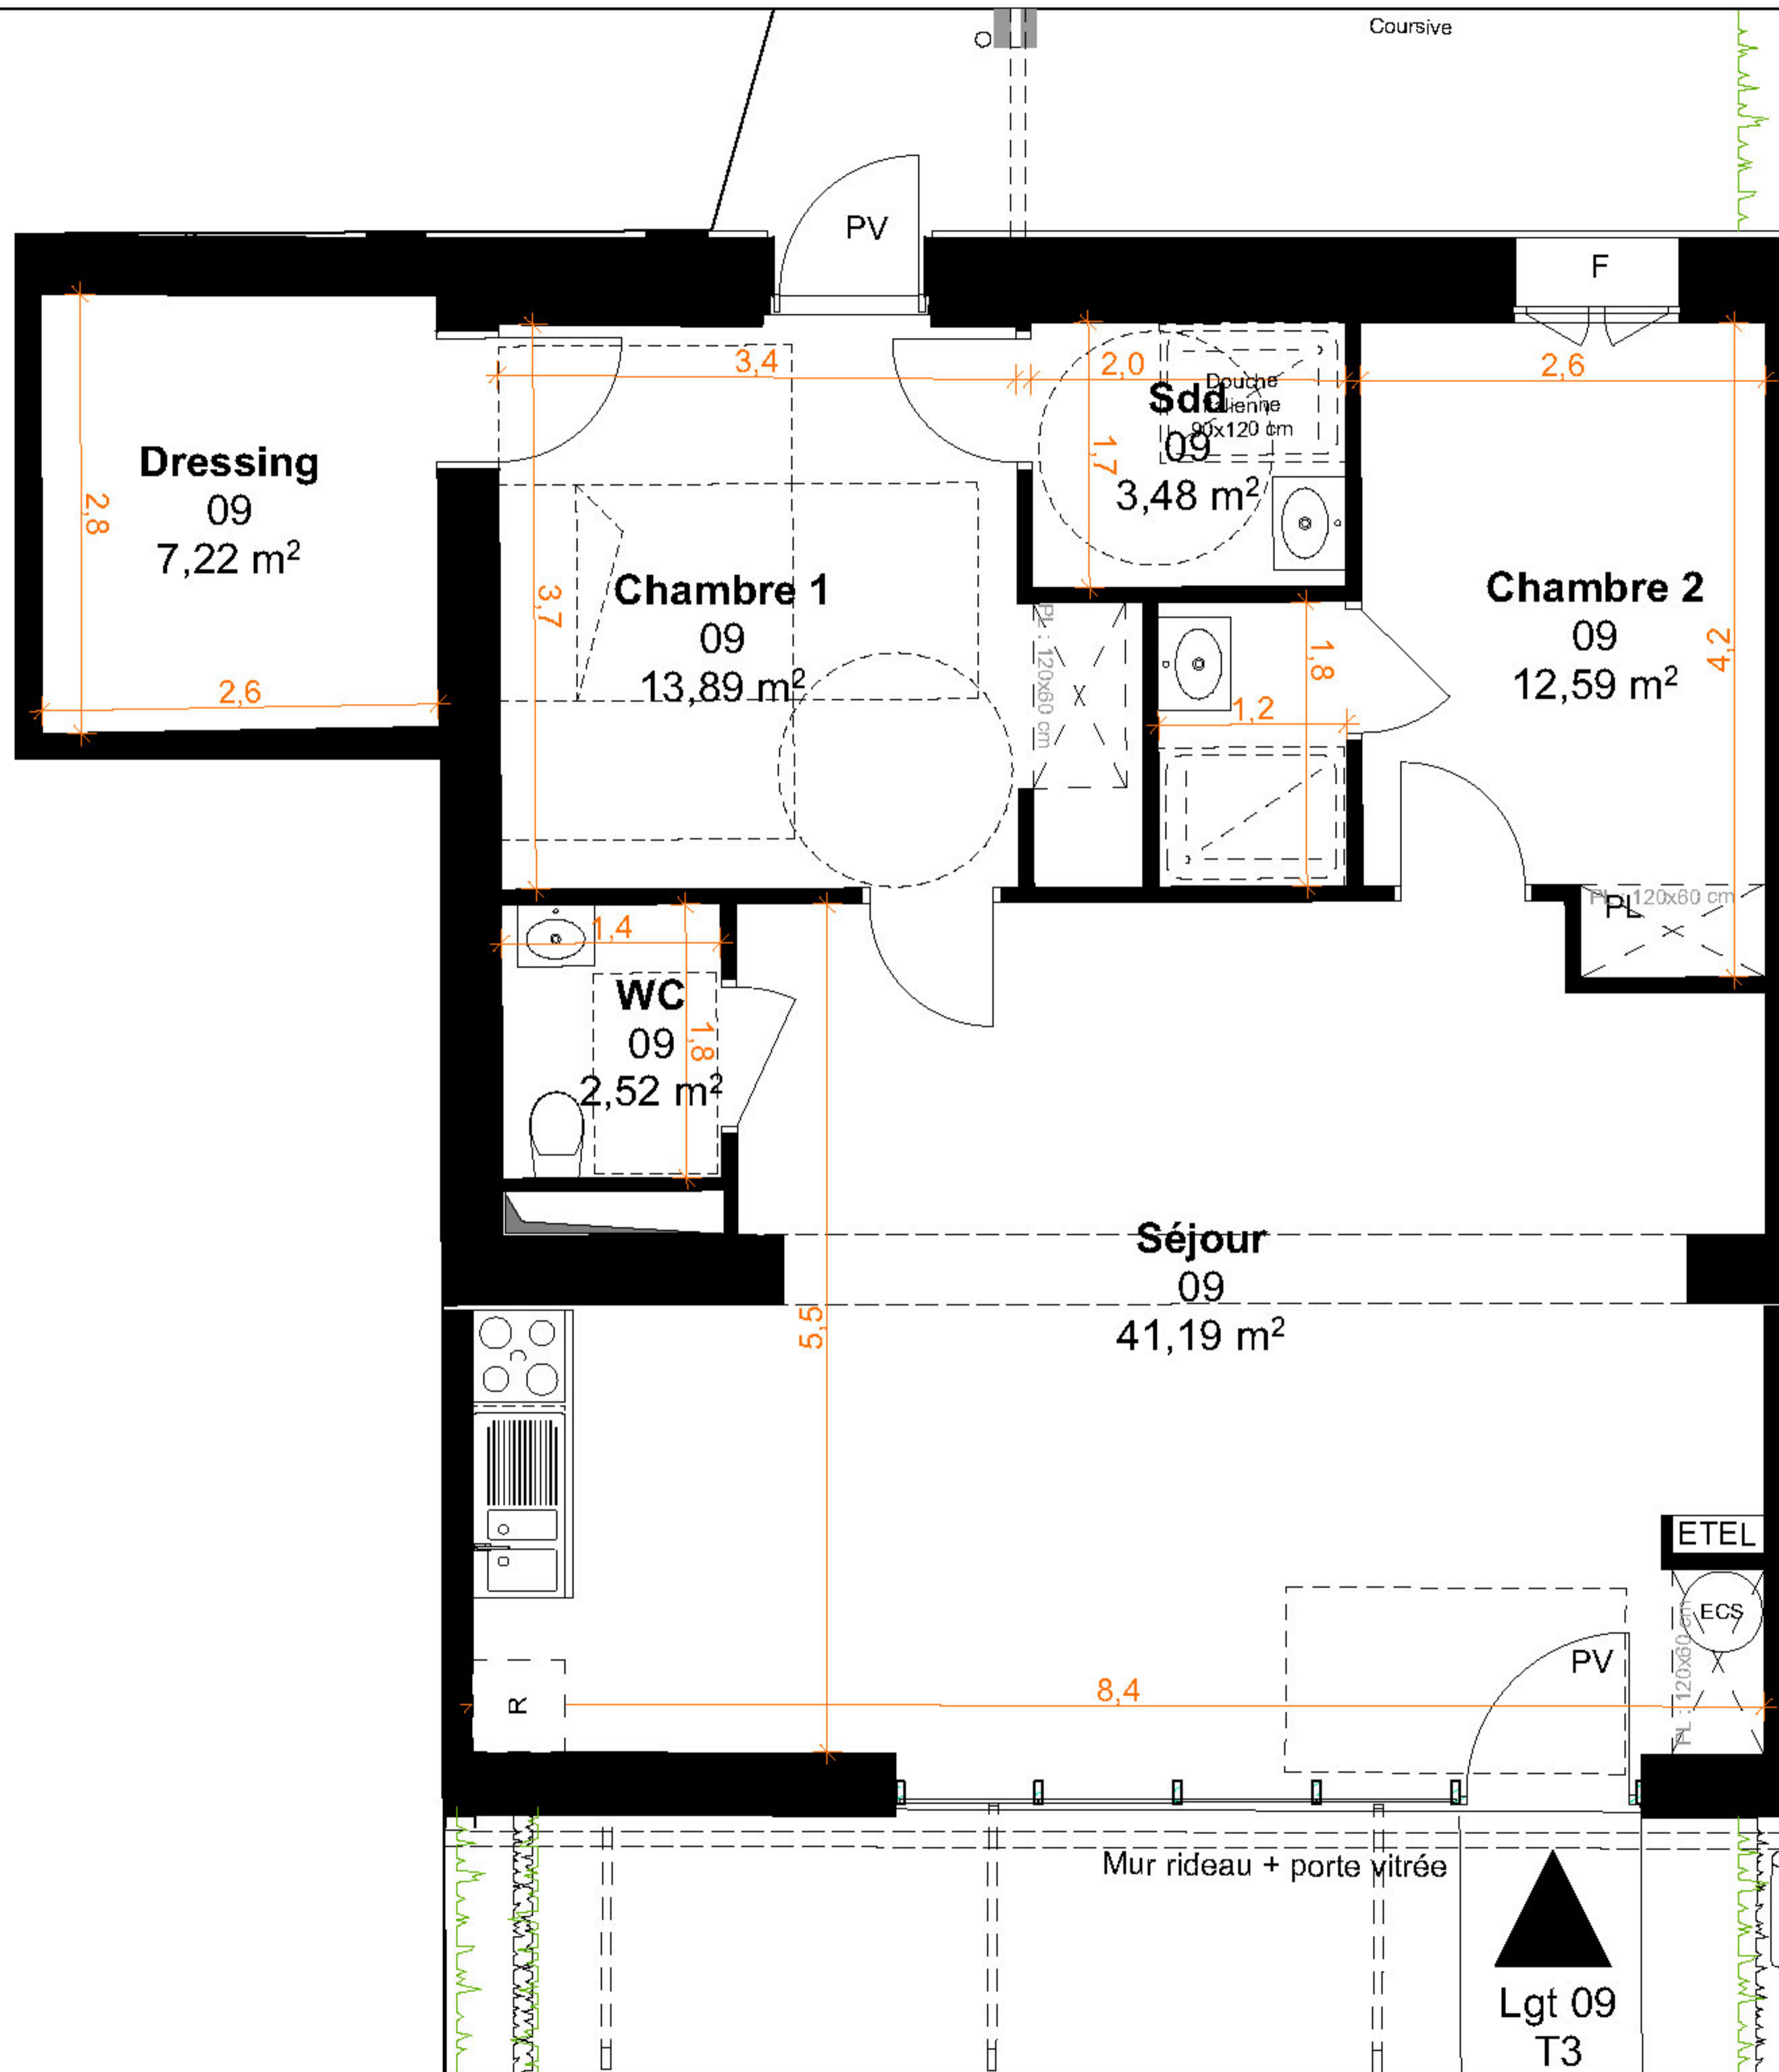 Coursive
PV
F
3,4
2,0
2,6
Douche
italienne
90x120 cm
Sdd
09
3,48 m²
1,7
Dressing
09
7,22 m²
2,8
2,6
Chambre 1
09
13,89 m²
3,7
PL : 120x60 cm
1,8
1,2
Chambre 2
09
12,59 m²
4,2
PL : 120x60 cm
PL
1,4
WC
09
2,52 m²
1,8
Séjour
09
41,19 m²
5,5
ETEL
ECS
PL : 120x60 cm
PV
8,4
R
Mur rideau + porte vitrée
Lgt 09
T3